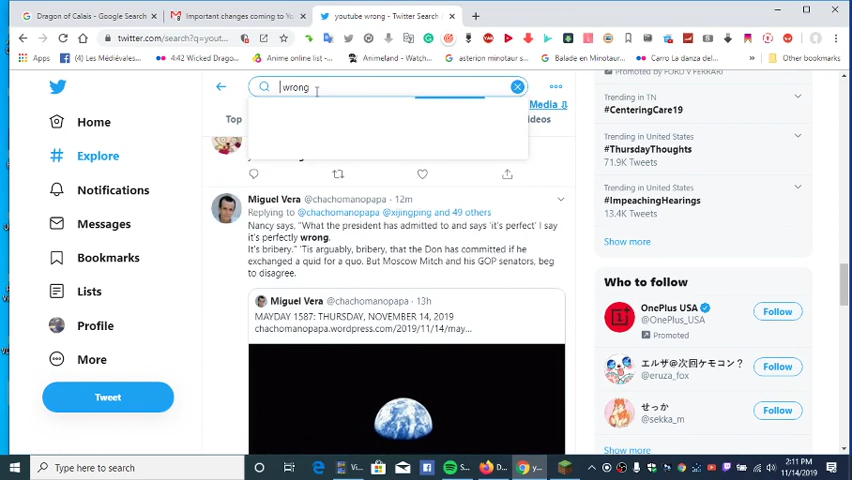 Dragon of Calais - Google Search
Important changes coming to Yo
youtube wrong - Twitter Search /
twitter.com/search?q=yout...
Apps
(4) Les Médiévales...
4:42 Wicked Drago...
Anime online list -...
Animeland - Watch...
asterion minotaur s...
Balade en Minotaur...
Carro La danza del...
Other bookmarks
wrong
Media
Top
ideos
Home
Explore
Notifications
Messages
Bookmarks
Lists
Profile
More
Tweet
Miguel Vera @chachomanopapa · 12m
Replying to @chachomanopapa @xijingping and 49 others
Nancy says, "What the president has admitted to and says 'it's perfect' I say
it's perfectly wrong.
It's bribery." 'Tis arguably, bribery, that the Don has committed if he
exchanged a quid for a quo. But Moscow Mitch and his GOP senators, beg
to disagree.
Miguel Vera @chachomanopapa · 13h
MAYDAY 1587: THURSDAY, NOVEMBER 14, 2019
chachomanopapa.wordpress.com/2019/11/14/may...
Promoted by FORD V FERRARI
Trending in TN
#CenteringCare19
Trending in United States
#ThursdayThoughts
71.9K Tweets
Trending in United States
#ImpeachingHearings
13.4K Tweets
Show more
Who to follow
OnePlus USA
@OnePlus_USA
Promoted
Follow
エルザ@次回ケモコン？
@eruza_fox
Follow
せっか
@sekka_m
Follow
Show more
Type here to search
Vi...
S...
D...
y...
2:11 PM
11/14/2019